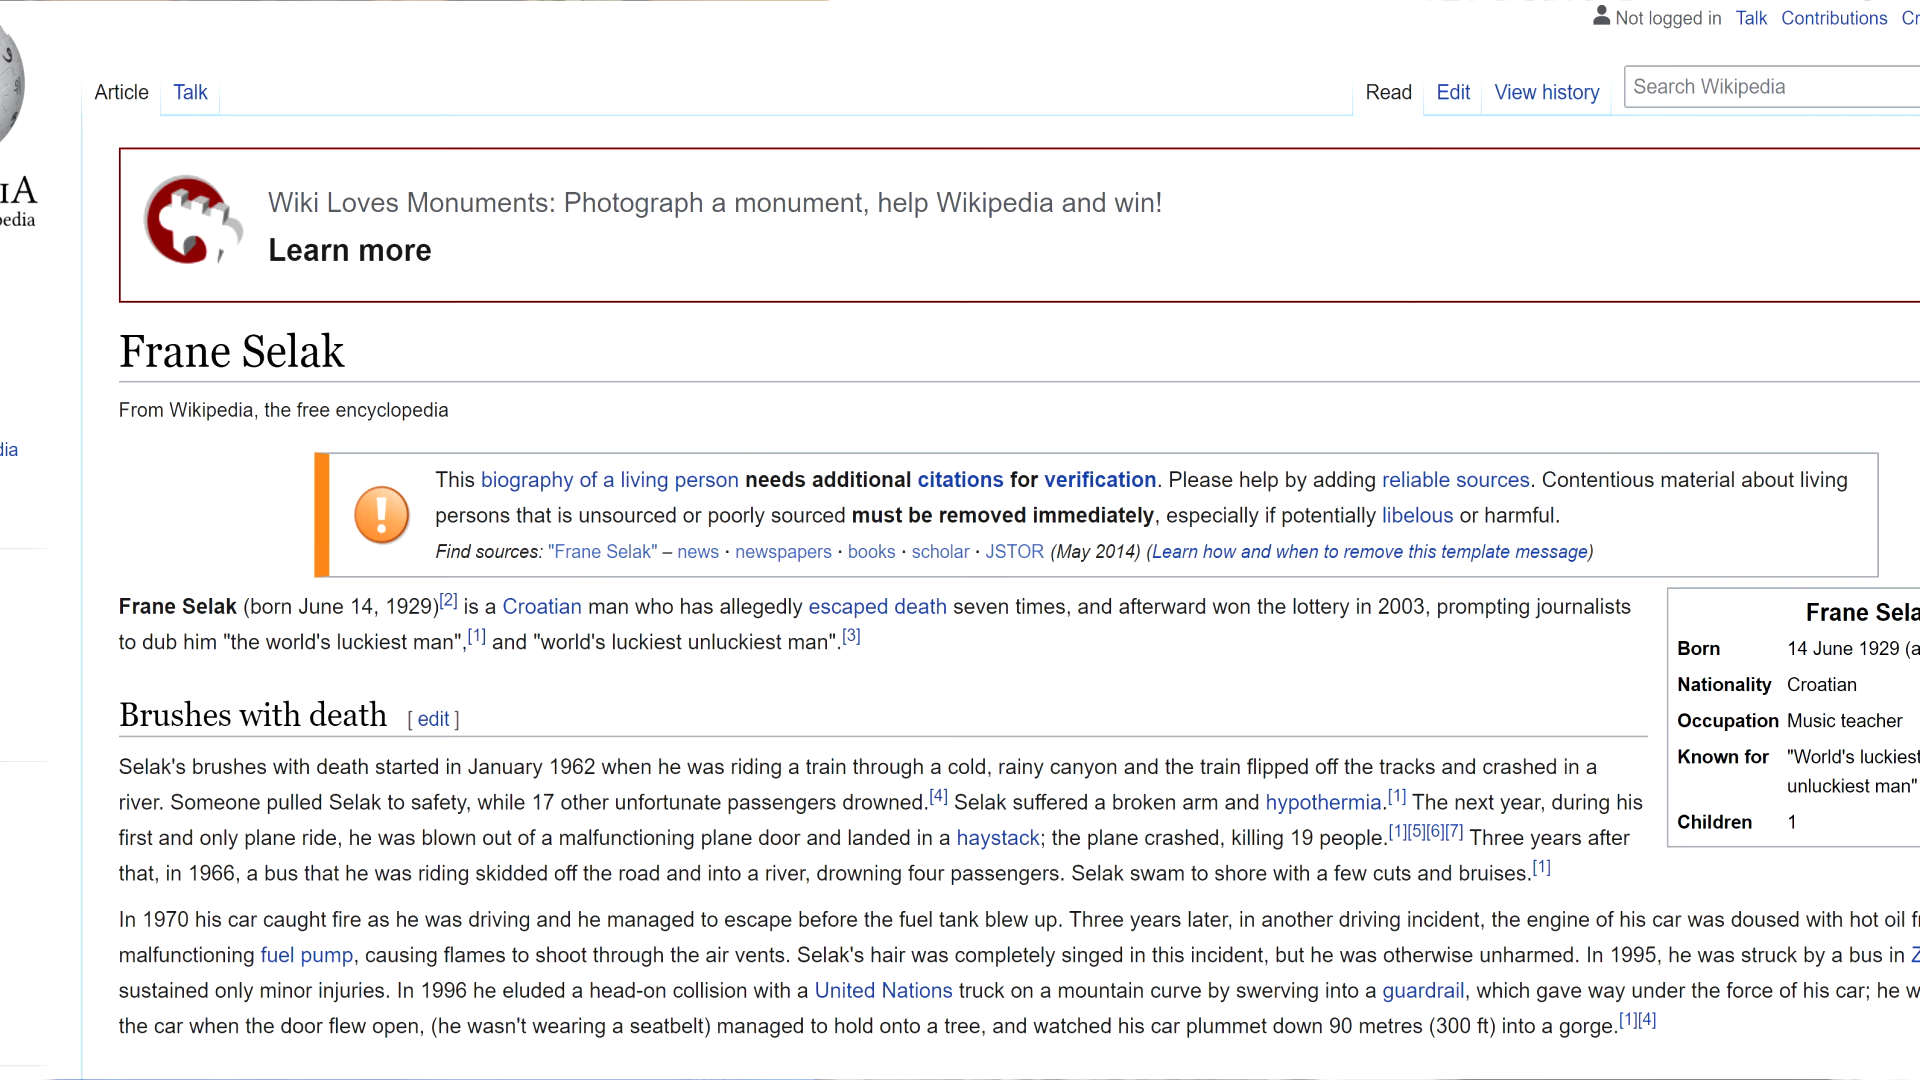 Not logged in Talk Contributions Cr
Article Talk Read Edit View history Search Wikipedia
IA
pedia
Wiki Loves Monuments: Photograph a monument, help Wikipedia and win!
Learn more
Frane Selak
From Wikipedia, the free encyclopedia
dia
This biography of a living person needs additional citations for verification. Please help by adding reliable sources. Contentious material about living
persons that is unsourced or poorly sourced must be removed immediately, especially if potentially libelous or harmful.
Find sources: "Frane Selak" – news · newspapers · books · scholar · JSTOR (May 2014) (Learn how and when to remove this template message)
Frane Selak (born June 14, 1929)[2] is a Croatian man who has allegedly escaped death seven times, and afterward won the lottery in 2003, prompting journalists
to dub him "the world's luckiest man",[1] and "world's luckiest unluckiest man".[3]
Frane Sela
Born 14 June 1929 (a
Nationality Croatian
Occupation Music teacher
Known for "World's luckiest
unluckiest man"
Children 1
Brushes with death [ edit ]
Selak's brushes with death started in January 1962 when he was riding a train through a cold, rainy canyon and the train flipped off the tracks and crashed in a
river. Someone pulled Selak to safety, while 17 other unfortunate passengers drowned.[4] Selak suffered a broken arm and hypothermia.[1] The next year, during his
first and only plane ride, he was blown out of a malfunctioning plane door and landed in a haystack; the plane crashed, killing 19 people.[1][5][6][7] Three years after
that, in 1966, a bus that he was riding skidded off the road and into a river, drowning four passengers. Selak swam to shore with a few cuts and bruises.[1]
In 1970 his car caught fire as he was driving and he managed to escape before the fuel tank blew up. Three years later, in another driving incident, the engine of his car was doused with hot oil fr
malfunctioning fuel pump, causing flames to shoot through the air vents. Selak's hair was completely singed in this incident, but he was otherwise unharmed. In 1995, he was struck by a bus in Z
sustained only minor injuries. In 1996 he eluded a head-on collision with a United Nations truck on a mountain curve by swerving into a guardrail, which gave way under the force of his car; he w
the car when the door flew open, (he wasn't wearing a seatbelt) managed to hold onto a tree, and watched his car plummet down 90 metres (300 ft) into a gorge.[1][4]